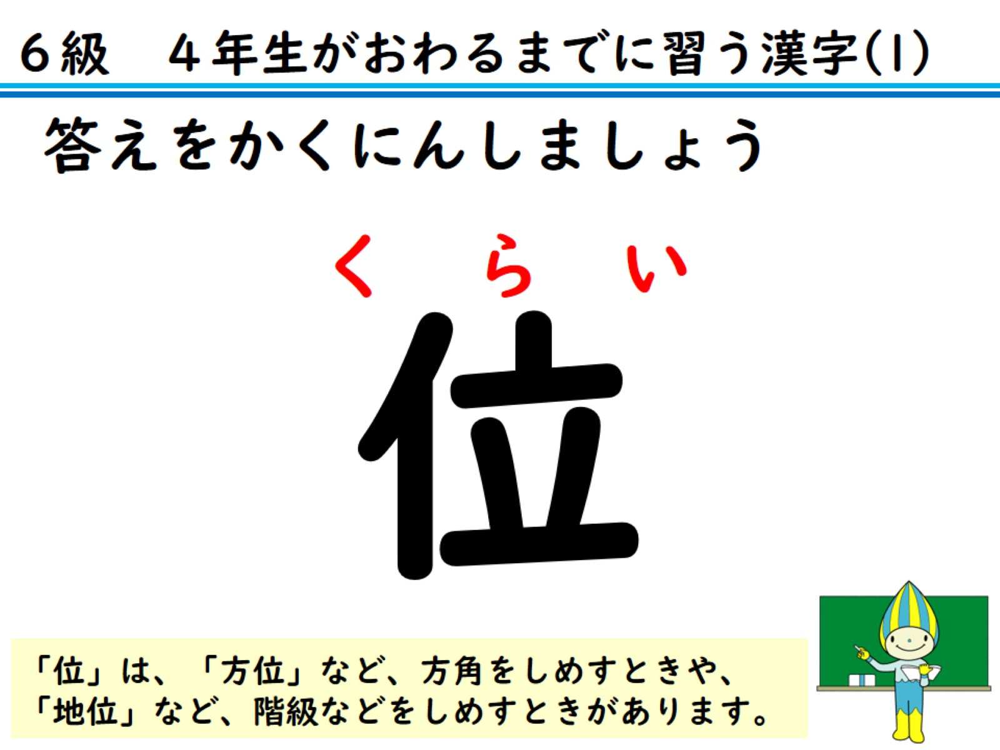 ６級　４年生がおわるまでに習う漢字(1)
答えをかくにんしましょう
くらい
位
「位」は、「方位」など、方角をしめすときや、
「地位」など、階級などをしめすときがあります。